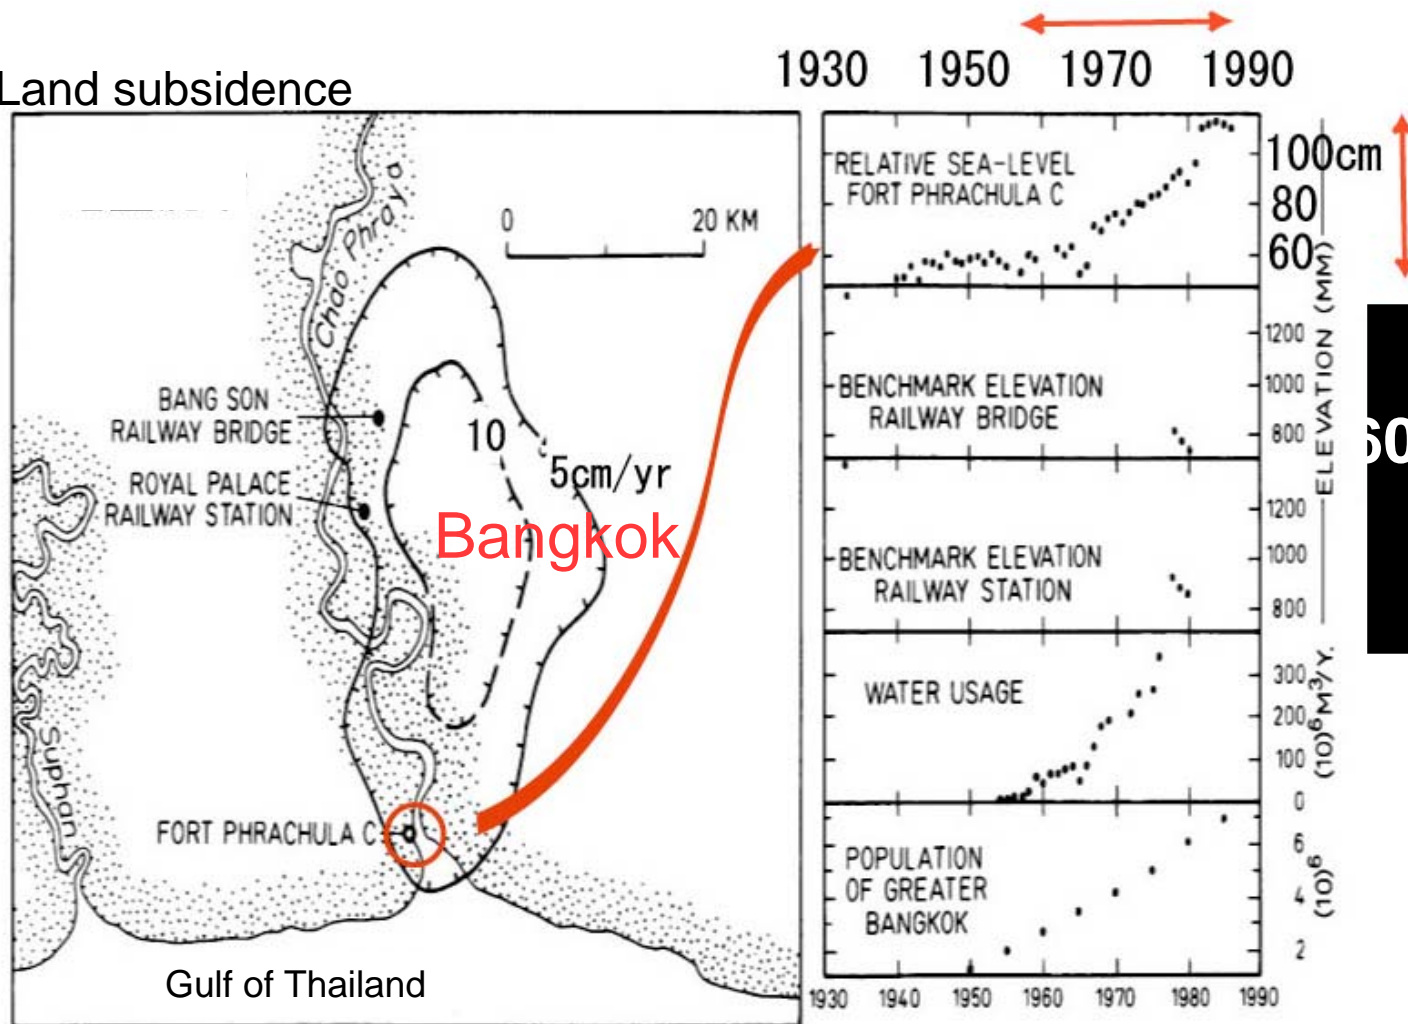 Land subsidence
Chao Phraya
0 20 KM
BANG SON
RAILWAY BRIDGE
ROYAL PALACE
RAILWAY STATION
10
5cm/yr
Bangkok
Suphan
FORT PHRACHULA C
Gulf of Thailand
1930 1950 1970 1990
RELATIVE SEA-LEVEL
FORT PHRACHULA C
100cm
80
60
BENCHMARK ELEVATION
RAILWAY BRIDGE
1200
1000
800
ELEVATION (MM)
60
BENCHMARK ELEVATION
RAILWAY STATION
1200
1000
800
WATER USAGE
300
200
100
0
(10)⁶M³/Y.
POPULATION
OF GREATER
BANGKOK
6
4
2
(10)⁶
1930 1940 1950 1960 1970 1980 1990